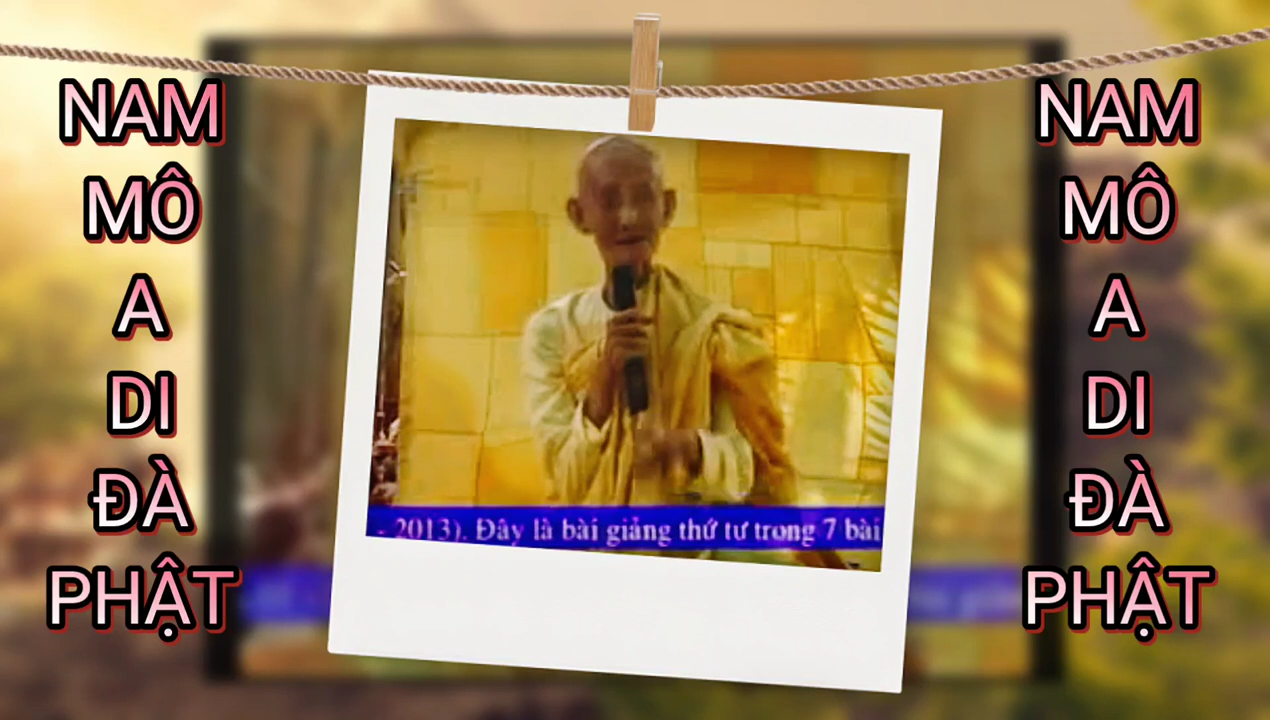 NAM
MÔ
A
DI
ĐÀ
PHẬT
- 2013). Đây là bài giảng thứ tư trong 7 bài
NAM
MÔ
A
DI
ĐÀ
PHẬT